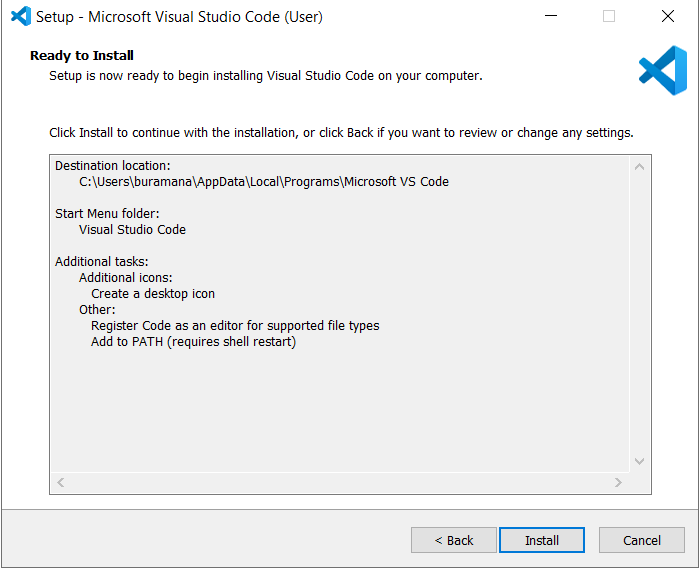 Setup - Microsoft Visual Studio Code (User)
Ready to Install
Setup is now ready to begin installing Visual Studio Code on your computer.
Click Install to continue with the installation, or click Back if you want to review or change any settings.
Destination location:
C:\Users\buramana\AppData\Local\Programs\Microsoft VS Code
Start Menu folder:
Visual Studio Code
Additional tasks:
Additional icons:
Create a desktop icon
Other:
Register Code as an editor for supported file types
Add to PATH (requires shell restart)
< Back Install Cancel